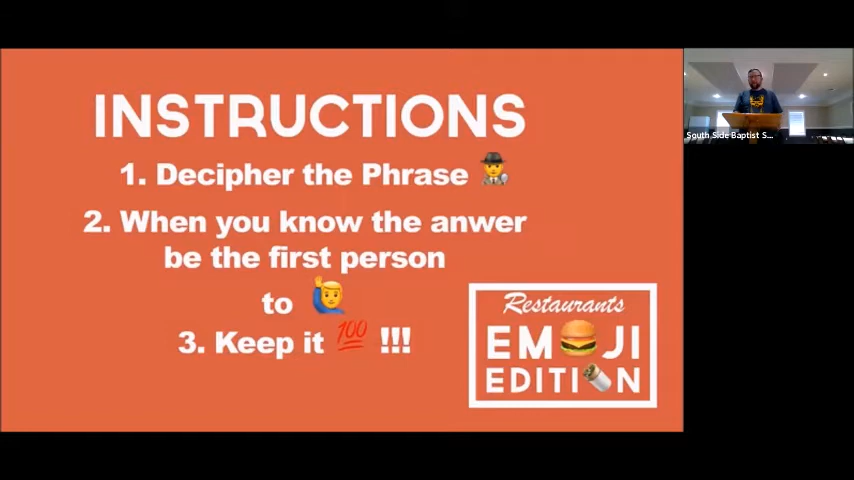 INSTRUCTIONS
1. Decipher the Phrase 🕵️
2. When you know the anwer
be the first person
to 🙋‍♂️
3. Keep it 💯 !!!
Restaurants
EM🍔JI
EDITI🌯N
South Side Baptist S...